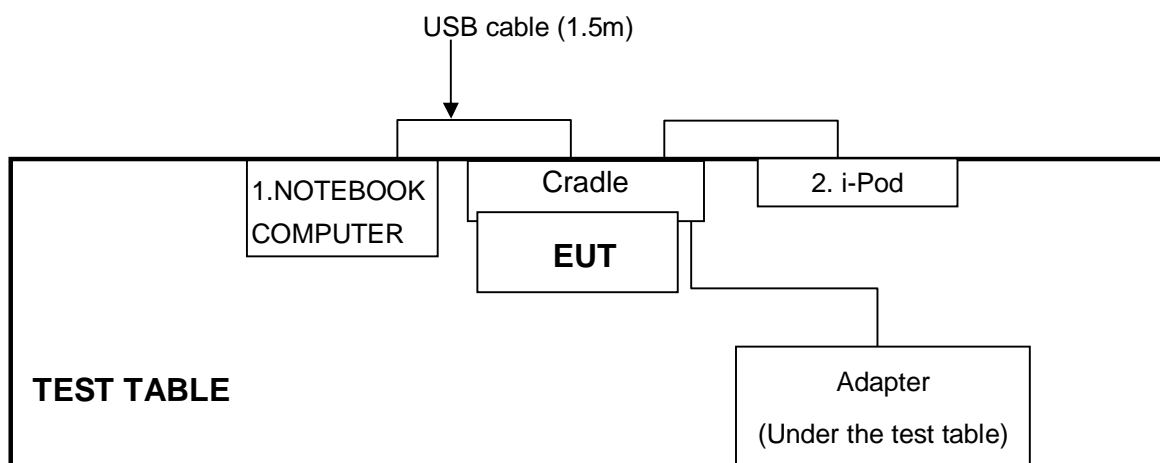 USB cable (1.5m)
1.NOTEBOOK
COMPUTER
Cradle
2. i-Pod
EUT
TEST TABLE
Adapter
(Under the test table)